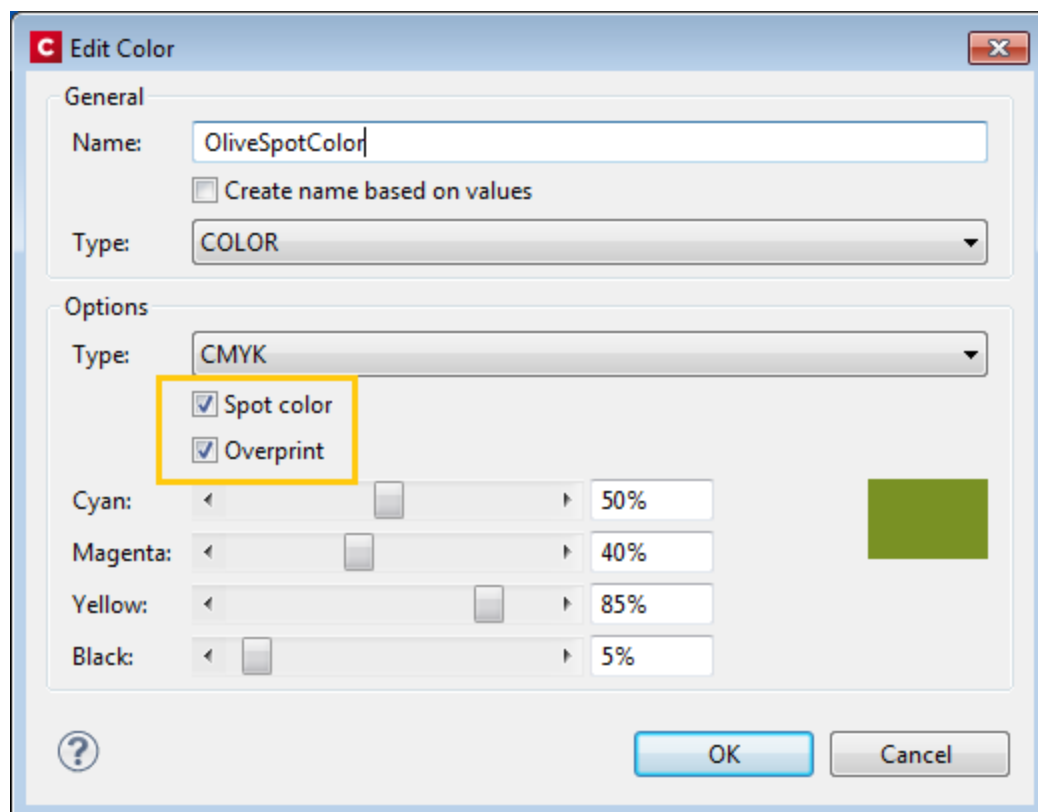 C Edit Color
General
Name: OliveSpotColor
Create name based on values
Type: COLOR
Options
Type: CMYK
Spot color
Overprint
Cyan: 50%
Magenta: 40%
Yellow: 85%
Black: 5%
? OK Cancel